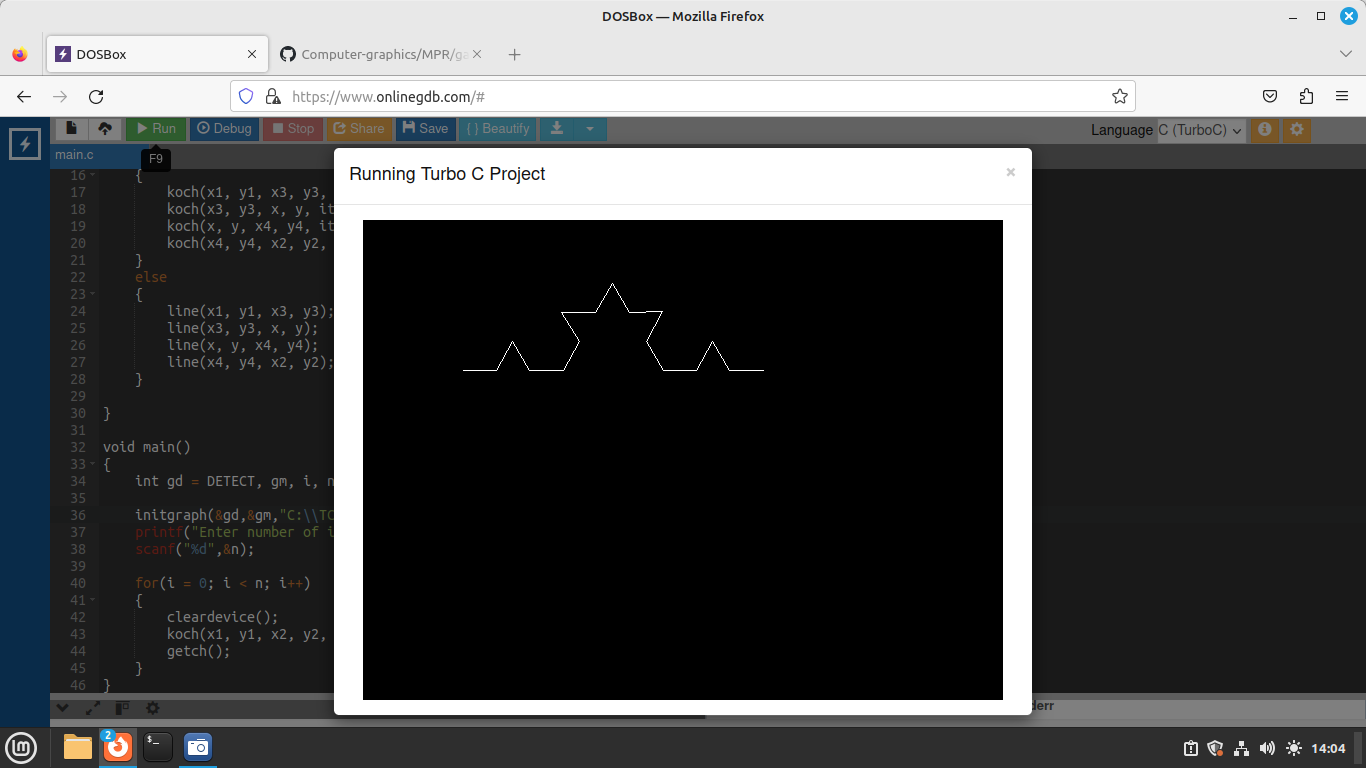 DOSBox — Mozilla Firefox
DOSBox
Computer-graphics/MPR/ga
https://www.onlinegdb.com/#
Run
Debug
Stop
Share
Save
{ } Beautify
Language
C (TurboC)
main.c
F9
Running Turbo C Project
×
16 {
17 koch(x1, y1, x3, y3,
18 koch(x3, y3, x, y, it
19 koch(x, y, x4, y4, it
20 koch(x4, y4, x2, y2,
21 }
22 else
23 {
24 line(x1, y1, x3, y3);
25 line(x3, y3, x, y);
26 line(x, y, x4, y4);
27 line(x4, y4, x2, y2);
28 }
29
30 }
31
32 void main()
33 {
34 int gd = DETECT, gm, i, n
35
36 initgraph(&gd,&gm,"C:\\TC
37 printf("Enter number of i
38 scanf("%d",&n);
39
40 for(i = 0; i < n; i++)
41 {
42 cleardevice();
43 koch(x1, y1, x2, y2,
44 getch();
45 }
46 }
derr
2
14:04